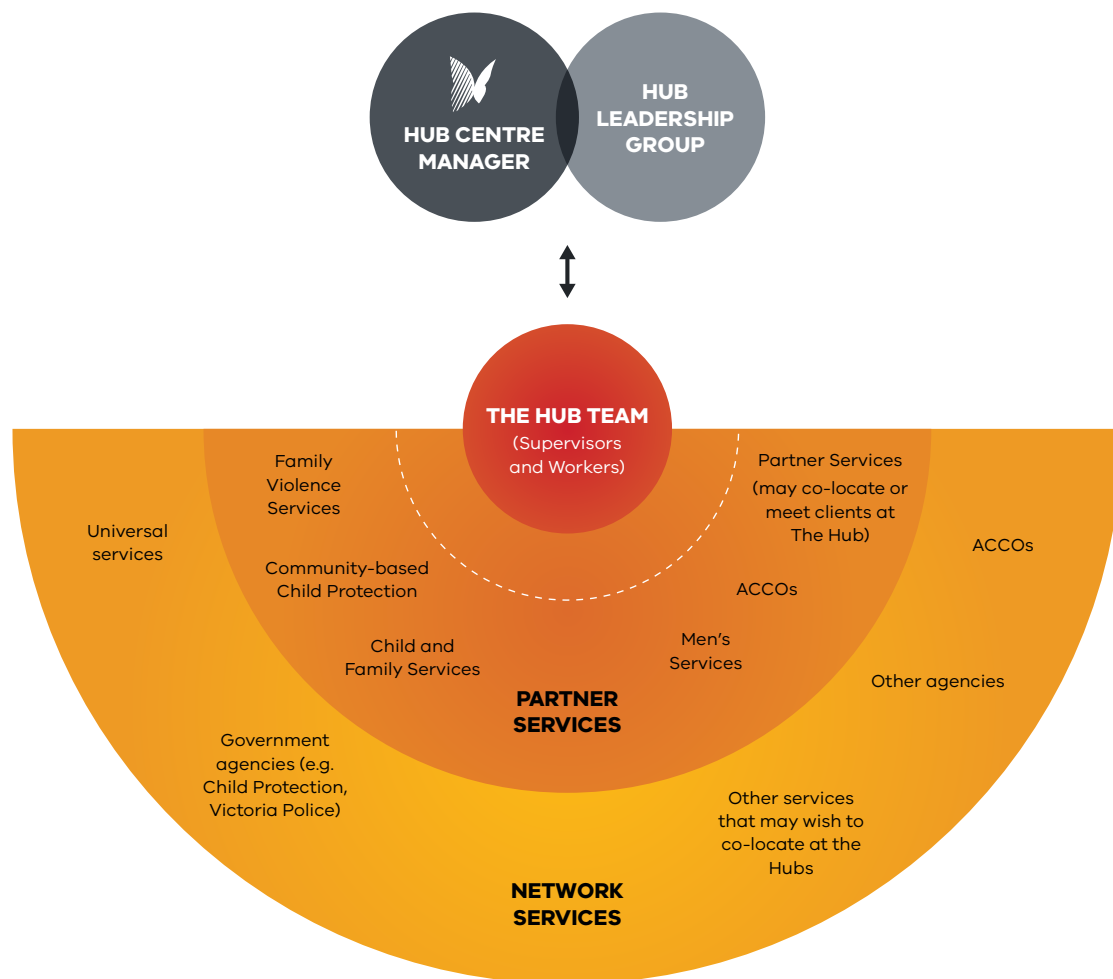 HUB CENTRE
MANAGER
HUB
LEADERSHIP
GROUP
THE HUB TEAM
(Supervisors
and Workers)
Family
Violence
Services
Community-based
Child Protection
Child and
Family Services
Partner Services
(may co-locate or
meet clients at
The Hub)
ACCOs
Men’s
Services
PARTNER
SERVICES
Universal
services
Government
agencies (e.g.
Child Protection,
Victoria Police)
ACCOs
Other agencies
Other services
that may wish to
co-locate at the
Hubs
NETWORK
SERVICES